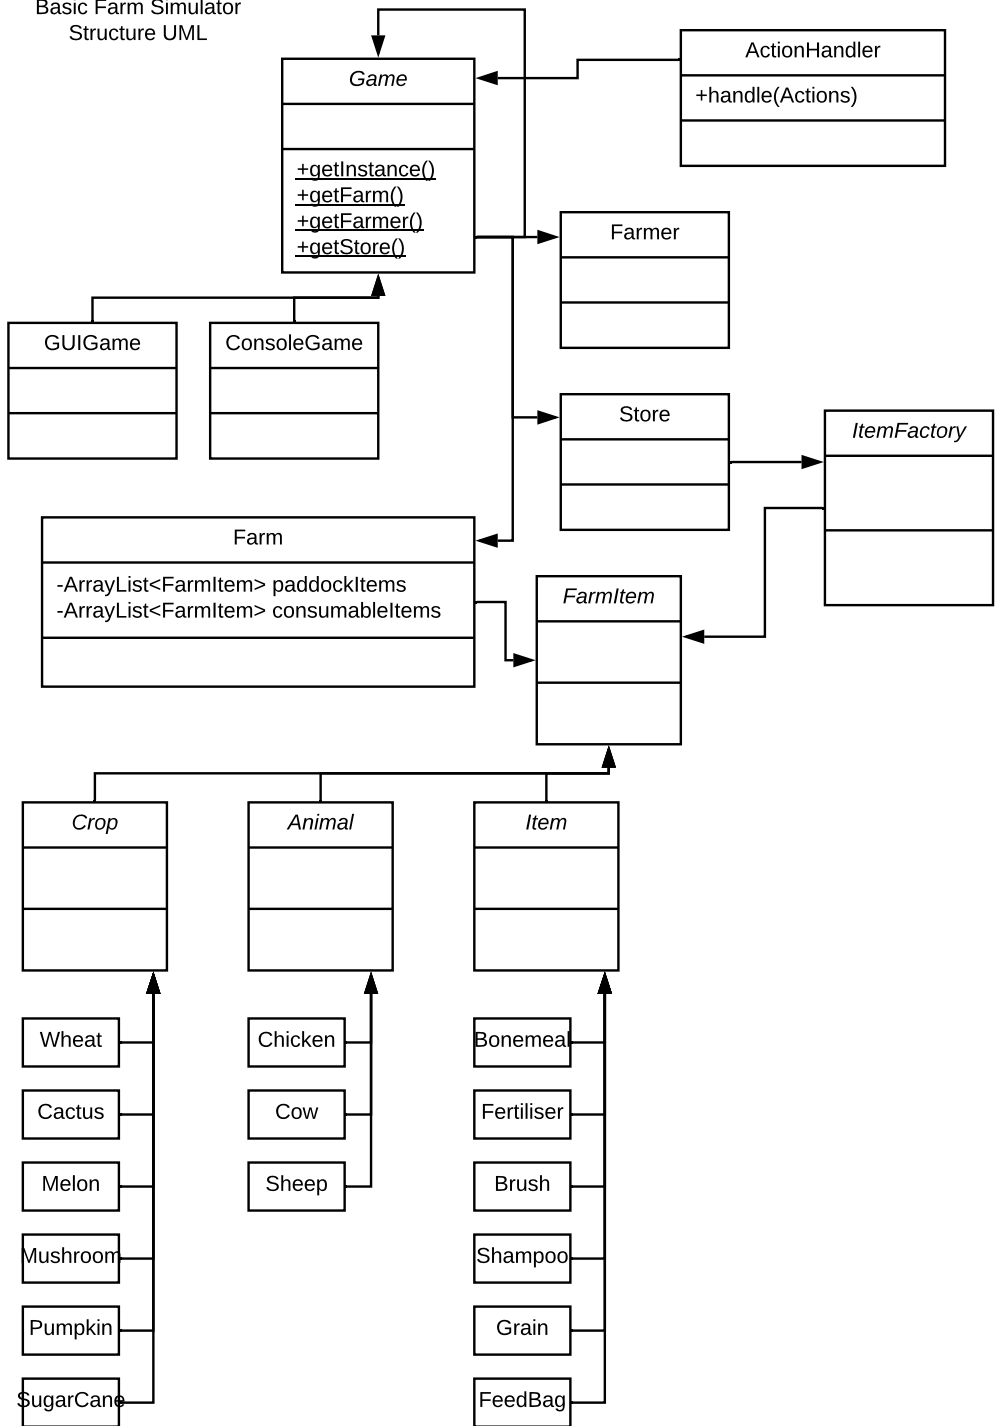 Basic Farm Simulator
Structure UML
Game
+getInstance()
+getFarm()
+getFarmer()
+getStore()
ActionHandler
+handle(Actions)
Farmer
GUIGame
ConsoleGame
Store
ItemFactory
Farm
-ArrayList<FarmItem> paddockItems
-ArrayList<FarmItem> consumableItems
FarmItem
Crop
Animal
Item
Wheat
Cactus
Melon
Mushroom
Pumpkin
SugarCane
Chicken
Cow
Sheep
Bonemeal
Fertiliser
Brush
Shampoo
Grain
FeedBag